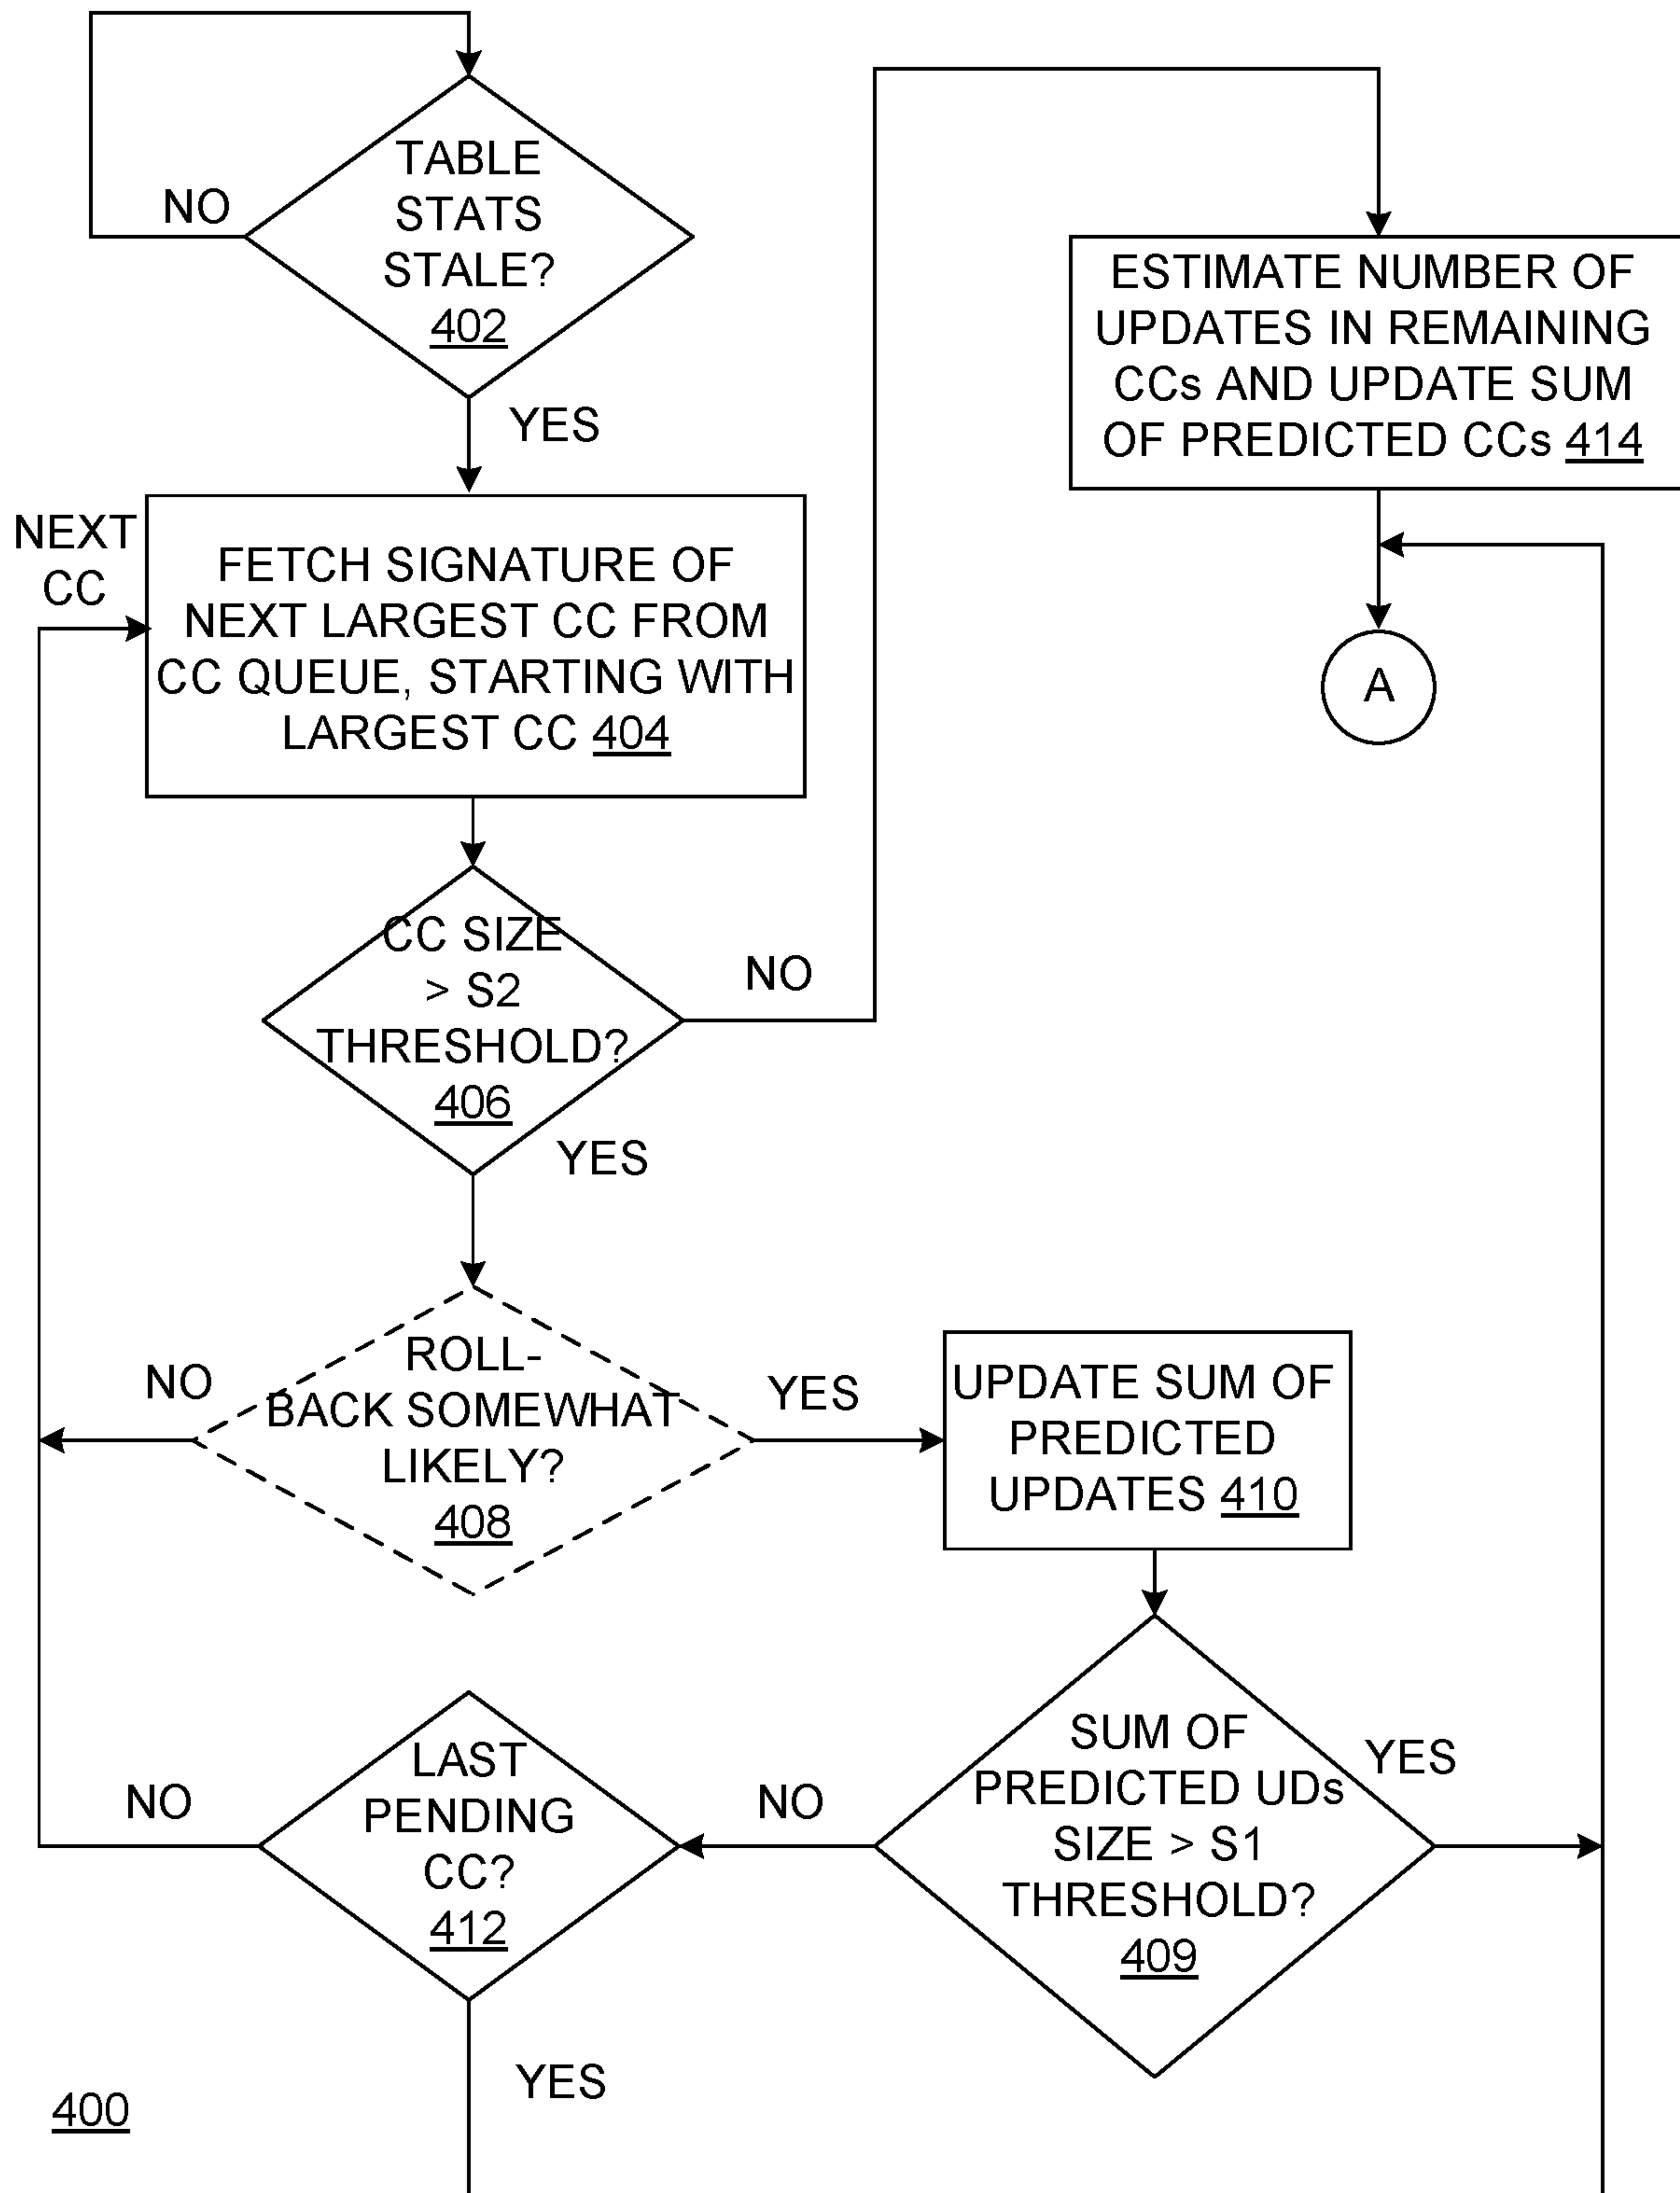 TABLE
STATS
STALE?
402
NO
YES
NEXT
CC
FETCH SIGNATURE OF
NEXT LARGEST CC FROM
CC QUEUE, STARTING WITH
LARGEST CC 404
CC SIZE
> S2
THRESHOLD?
406
NO
YES
ESTIMATE NUMBER OF
UPDATES IN REMAINING
CCs AND UPDATE SUM
OF PREDICTED CCs 414
A
ROLL-
BACK SOMEWHAT
LIKELY?
408
NO
YES
UPDATE SUM OF
PREDICTED
UPDATES 410
SUM OF
PREDICTED UDs
SIZE > S1
THRESHOLD?
409
YES
NO
LAST
PENDING
CC?
412
NO
YES
400